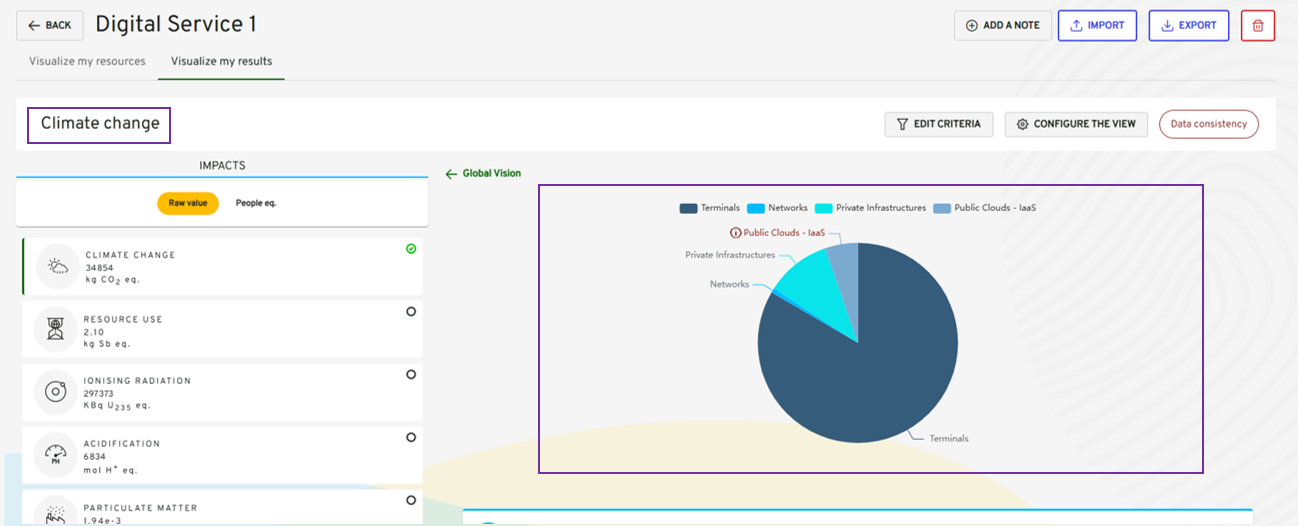 BACK
Digital Service 1
ADD A NOTE
IMPORT
EXPORT
Visualize my resources
Visualize my results
Climate change
EDIT CRITERIA
CONFIGURE THE VIEW
Data consistency
IMPACTS
Raw value
People eq.
CLIMATE CHANGE
34854
kg CO2 eq.
RESOURCE USE
2.10
kg Sb eq.
IONISING RADIATION
297373
KBq U235 eq.
PH
ACIDIFICATION
6834
mol H+ eq.
PARTICULATE MATTER
1.94e-3
Global Vision
Terminals
Networks
Private Infrastructures
Public Clouds - IaaS
Public Clouds - IaaS
Private Infrastructures
Networks
Terminals